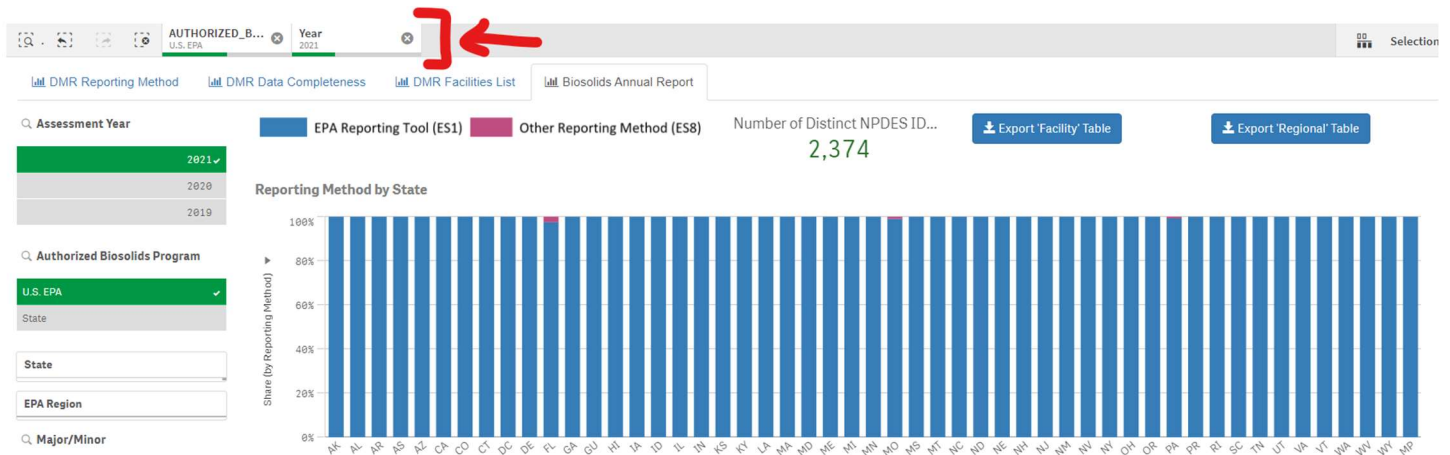 AUTHORIZED_B...
U.S. EPA
Year
2021
Selection
DMR Reporting Method
DMR Data Completeness
DMR Facilities List
Biosolids Annual Report
Assessment Year
2021
2020
2019
Authorized Biosolids Program
U.S. EPA
State
State
EPA Region
Major/Minor
EPA Reporting Tool (ES1)
Other Reporting Method (ES8)
Number of Distinct NPDES ID...
2,374
Export 'Facility' Table
Export 'Regional' Table
Reporting Method by State
Share (by Reporting Method)
100%
80%
60%
40%
20%
0%
AK AL AR AS AZ CA CO CT DC DE FL GA GU HI IA ID IL IN KS KY LA MA MD ME MI MN MO MS MT NC ND NE NH NJ NM NV NY OH OR PA PR RI SC TN UT VA VT WA WV WY MP